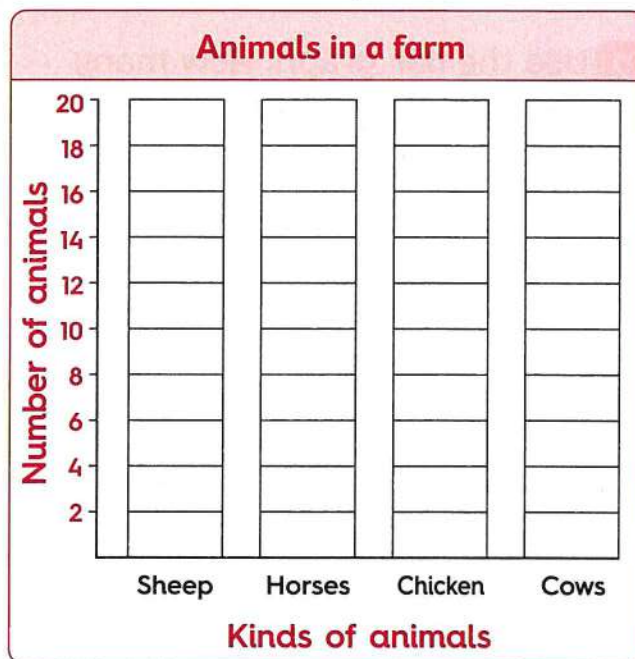 Animals in a farm
Number of animals
20
18
16
14
12
10
8
6
4
2
Sheep Horses Chicken Cows
Kinds of animals